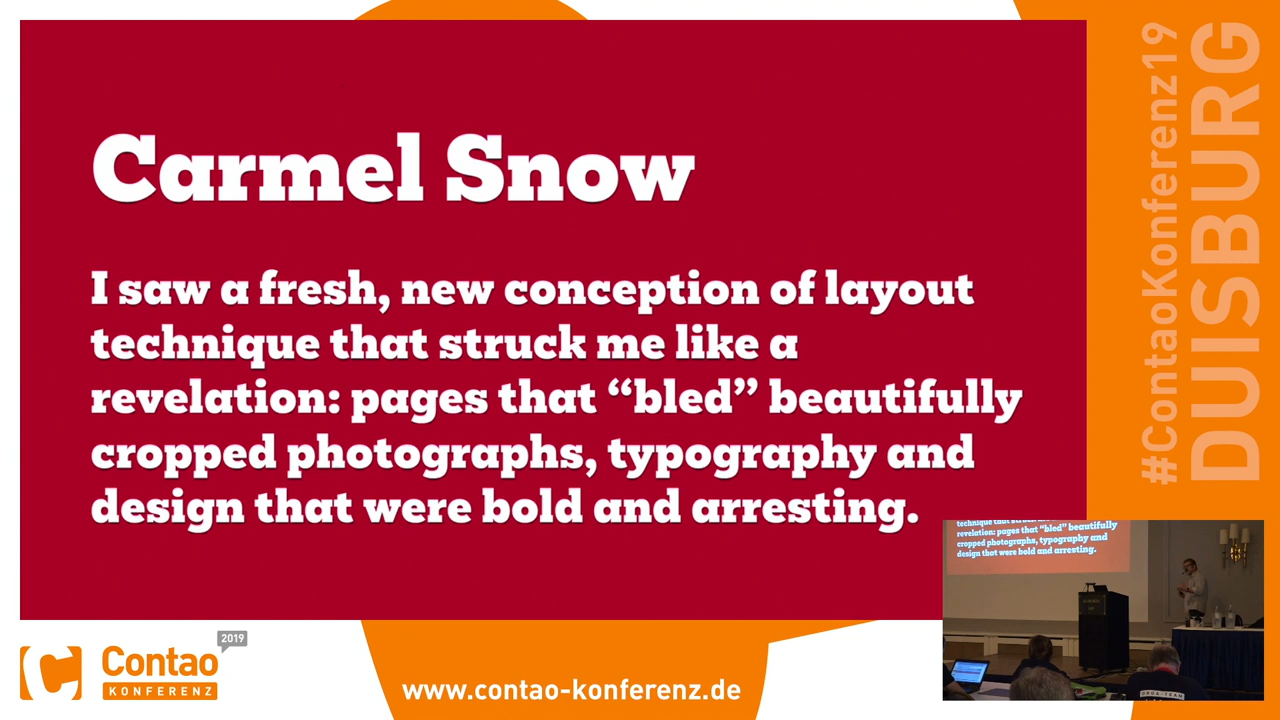 Carmel Snow
I saw a fresh, new conception of layout
technique that struck me like a
revelation: pages that “bled” beautifully
cropped photographs, typography and
design that were bold and arresting.
#ContaoKonferenz19
DUISBURG
revelation: pages that “bled” beautifully
cropped photographs, typography and
design that were bold and arresting.
2019
Contao
KONFERENZ
www.contao-konferenz.de
ORGA-TEAM